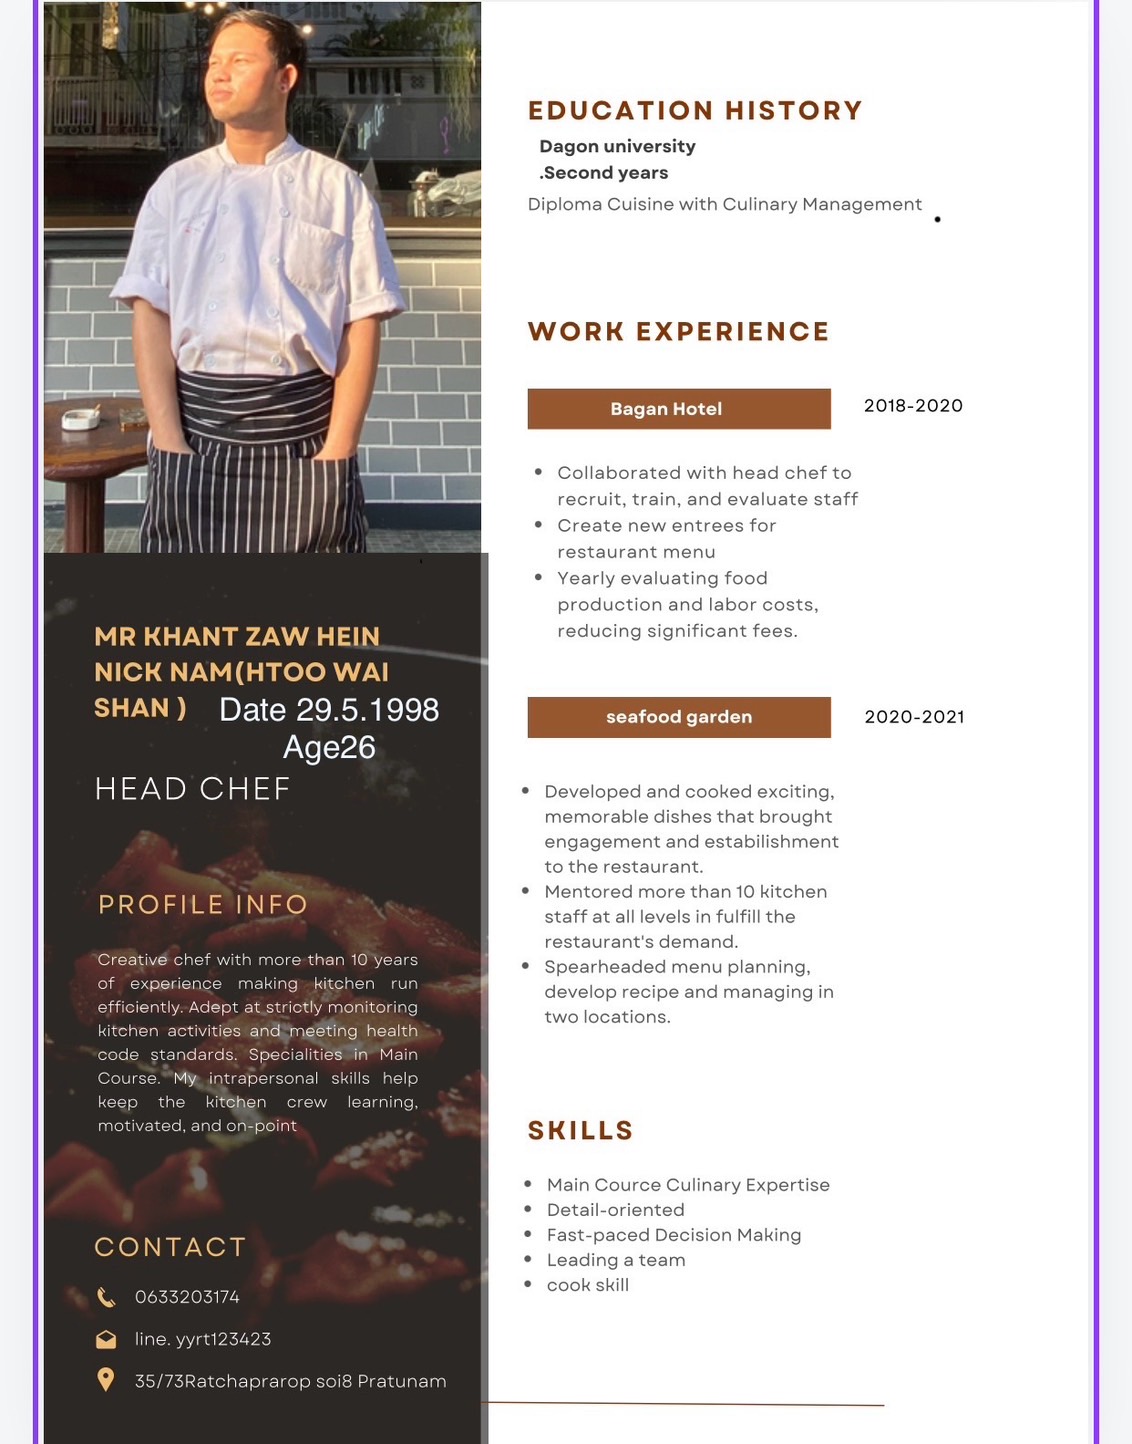 MR KHANT ZAW HEIN
NICK NAM(HTOO WAI
SHAN )
Date 29.5.1998
Age26
HEAD CHEF
PROFILE INFO
Creative chef with more than 10 years
of experience making kitchen run
efficiently. Adept at strictly monitoring
kitchen activities and meeting health
code standards. Specialities in Main
Course. My intrapersonal skills help
keep the kitchen crew learning,
motivated, and on-point
CONTACT
0633203174
line. yyrt123423
35/73Ratchaprarop soi8 Pratunam
EDUCATION HISTORY
Dagon university
.Second years
Diploma Cuisine with Culinary Management
WORK EXPERIENCE
Bagan Hotel
2018-2020
• Collaborated with head chef to
recruit, train, and evaluate staff
• Create new entrees for
restaurant menu
• Yearly evaluating food
production and labor costs,
reducing significant fees.
seafood garden
2020-2021
• Developed and cooked exciting,
memorable dishes that brought
engagement and estabilishment
to the restaurant.
• Mentored more than 10 kitchen
staff at all levels in fulfill the
restaurant's demand.
• Spearheaded menu planning,
develop recipe and managing in
two locations.
SKILLS
• Main Cource Culinary Expertise
• Detail-oriented
• Fast-paced Decision Making
• Leading a team
• cook skill